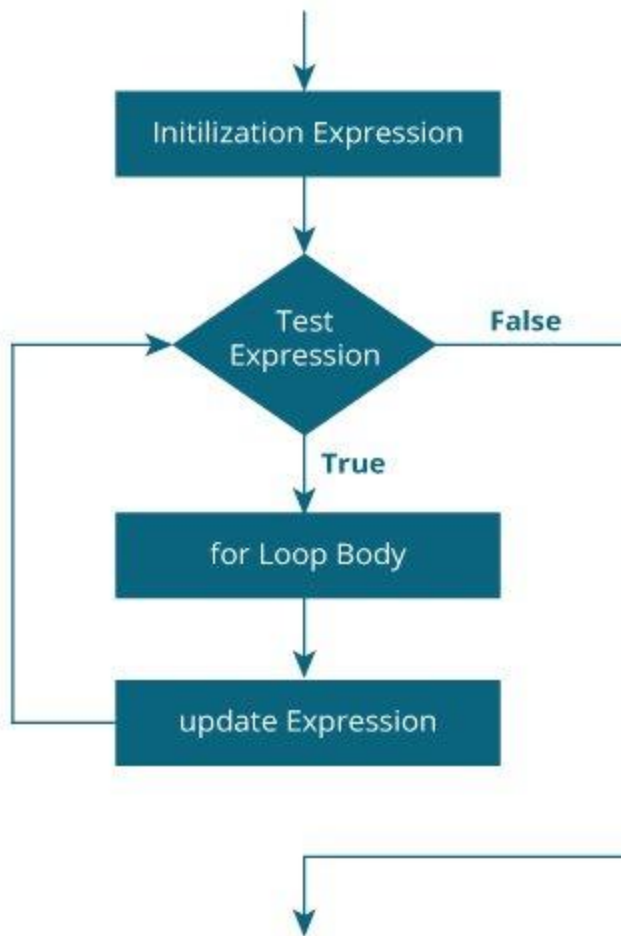 Initilization Expression
Test
Expression
False
True
for Loop Body
update Expression